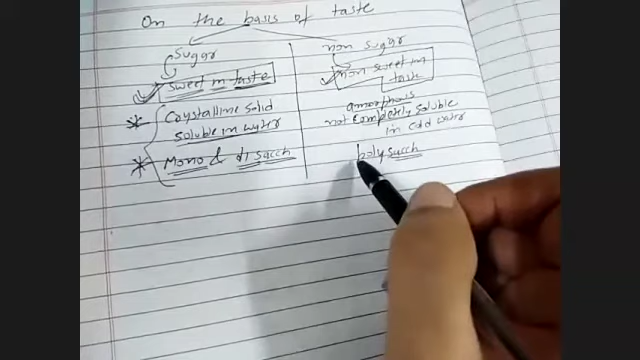 On the basis of taste
Sugar
sweet in taste
Crystalline Solid
soluble in water
Mono & di sacch
non sugar
non sweet in
taste
amorphous
not completely soluble
in cold water
poly succh